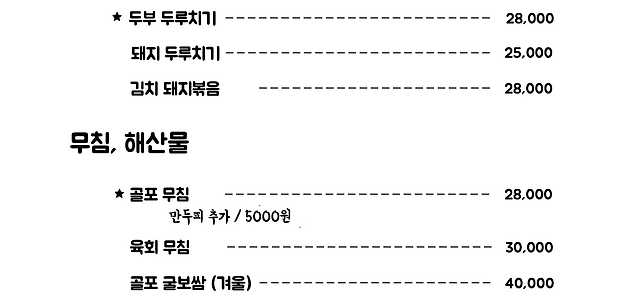 ★ 두부 두루치기 ------------------------------ 28,000
돼지 두루치기 ------------------------------ 25,000
김치 돼지볶음 -------------------------- 28,000
무침, 해산물
★ 골포 무침 ------------------------------ 28,000
만두피 추가 / 5000원
육회 무침 ------------------------------ 30,000
골포 굴보쌈 (겨울) -------------------------- 40,000